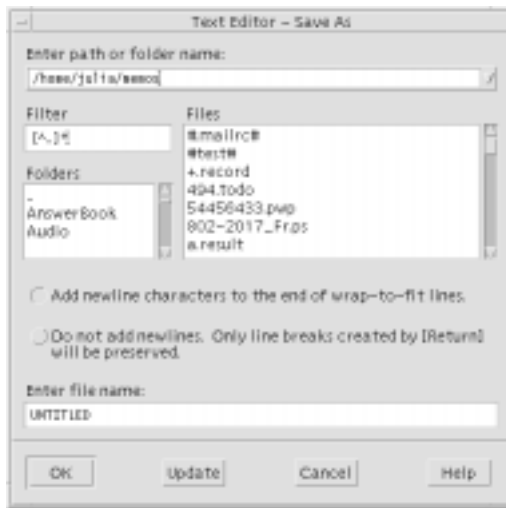 Text Editor – Save As
Enter path or folder name:
/home/julia/memos
Filter
[^.]*
Files
#.mailrc#
#test#
+.record
494.todo
54456433.pwp
802-2017_Fr.ps
a.result
Folders
AnswerBook
Audio
Add newline characters to the end of wrap-to-fit lines.
Do not add newlines. Only line breaks created by [Return]
will be preserved.
Enter file name:
UNTITLED
OK
Update
Cancel
Help